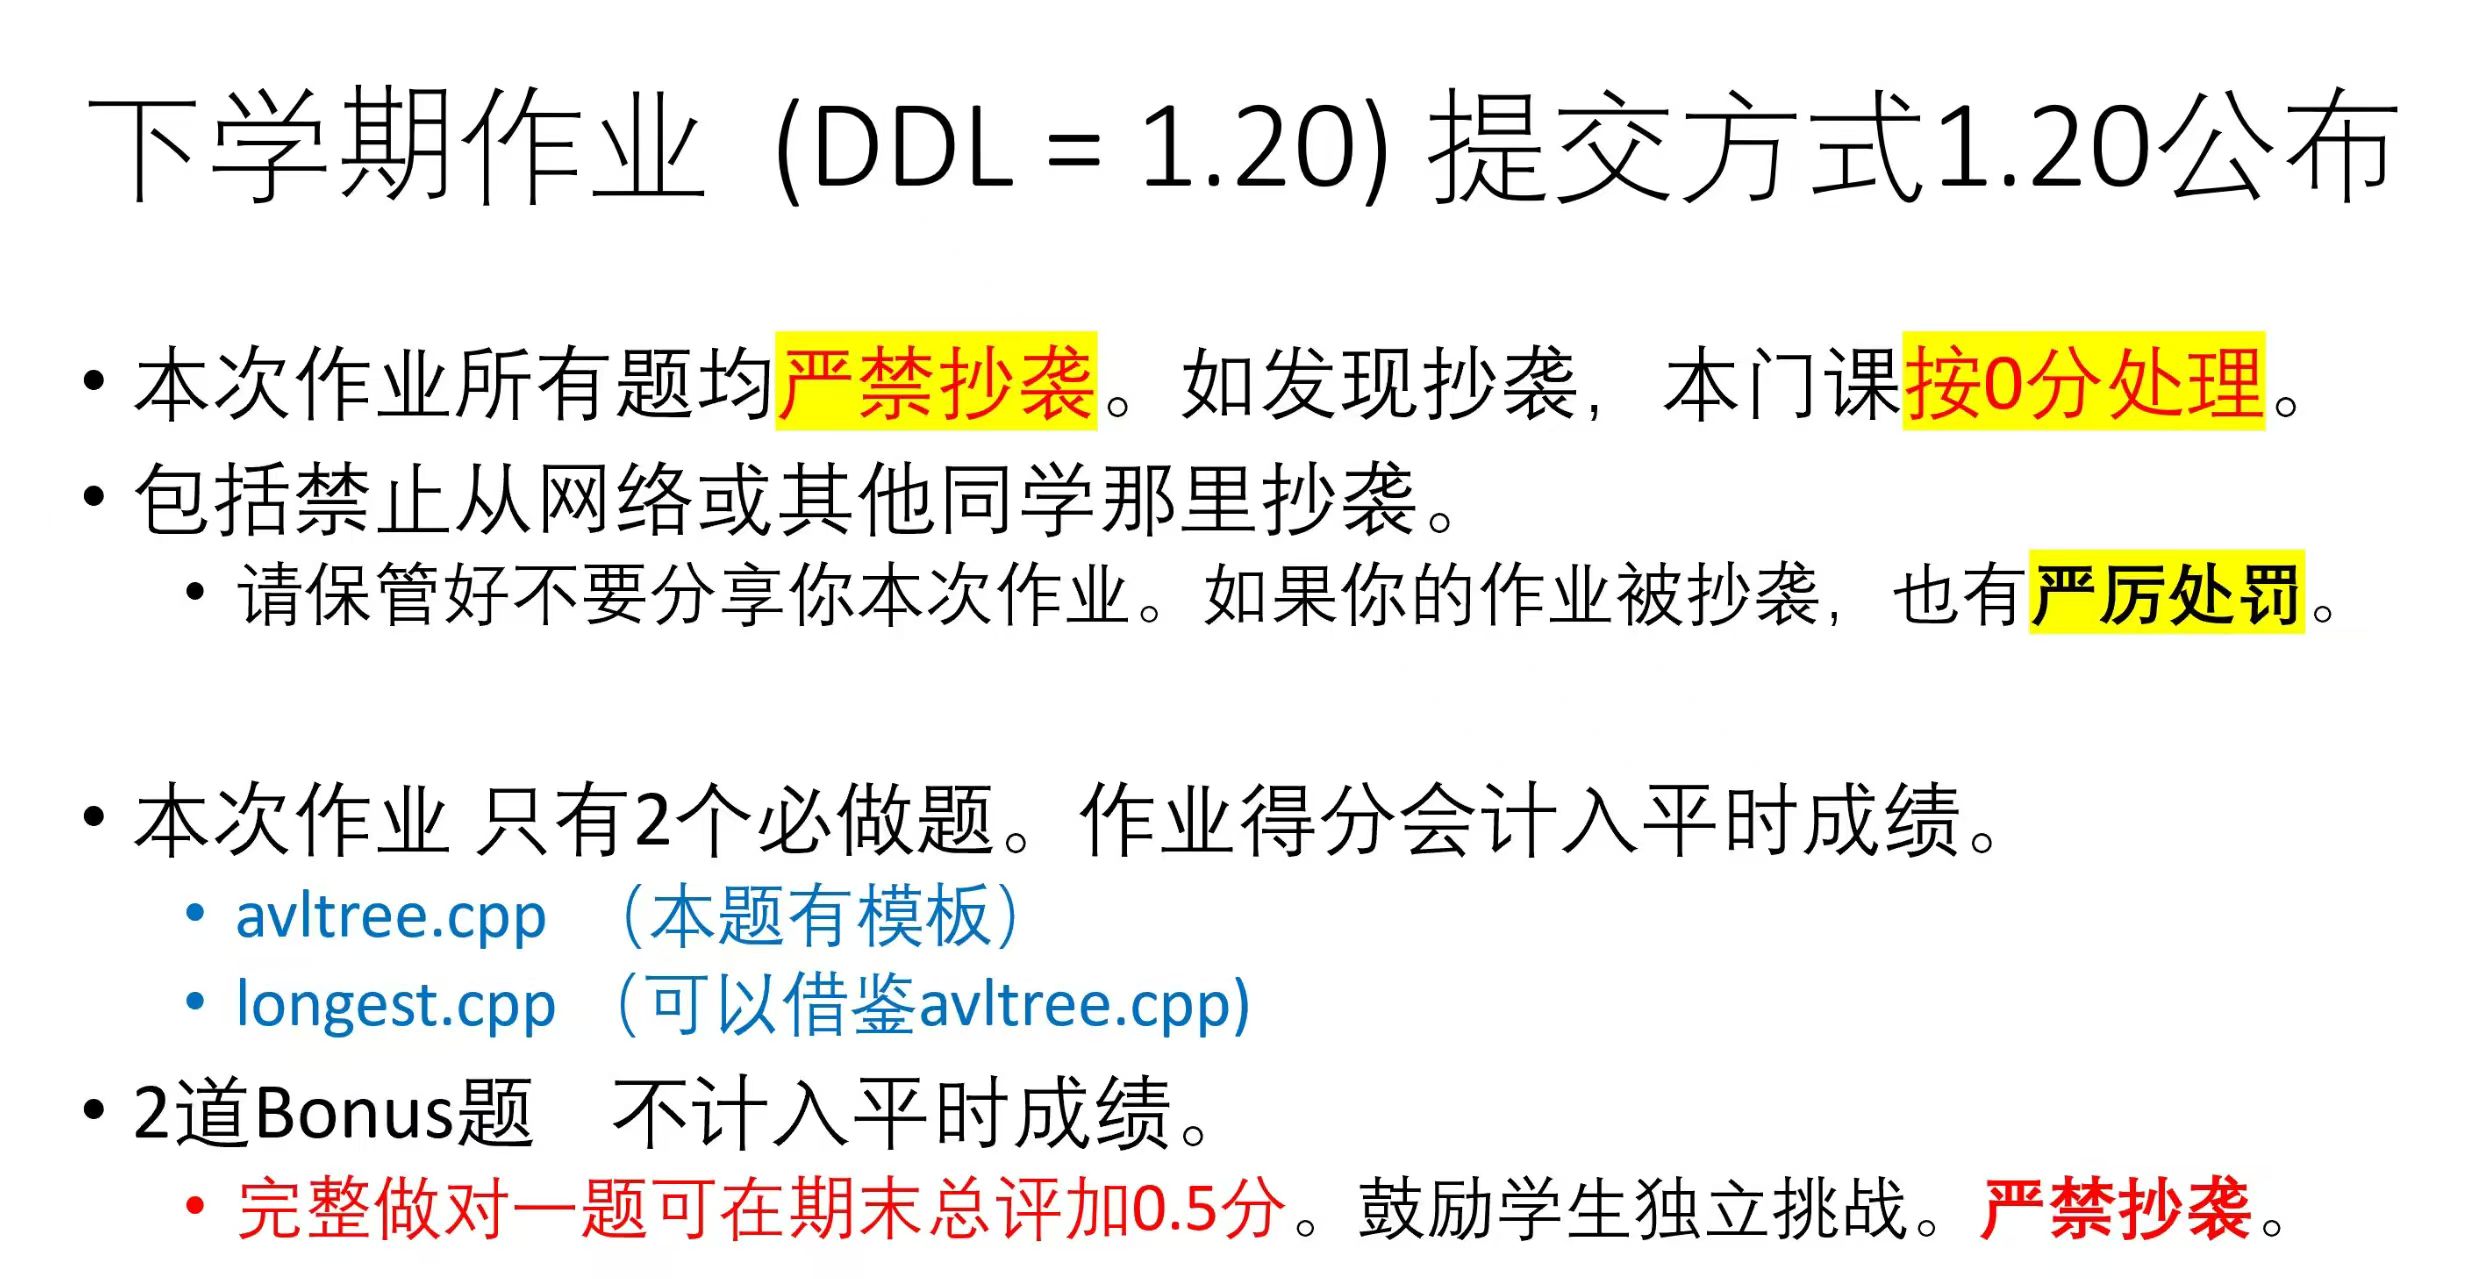 下学期作业 (DDL = 1.20) 提交方式1.20公布
• 本次作业所有题均严禁抄袭。如发现抄袭，本门课按0分处理。
• 包括禁止从网络或其他同学那里抄袭。
• 请保管好不要分享你本次作业。如果你的作业被抄袭，也有严厉处罚。
• 本次作业 只有2个必做题。作业得分会计入平时成绩。
• avltree.cpp （本题有模板）
• longest.cpp （可以借鉴avltree.cpp)
• 2道Bonus题 不计入平时成绩。
• 完整做对一题可在期末总评加0.5分。鼓励学生独立挑战。严禁抄袭。